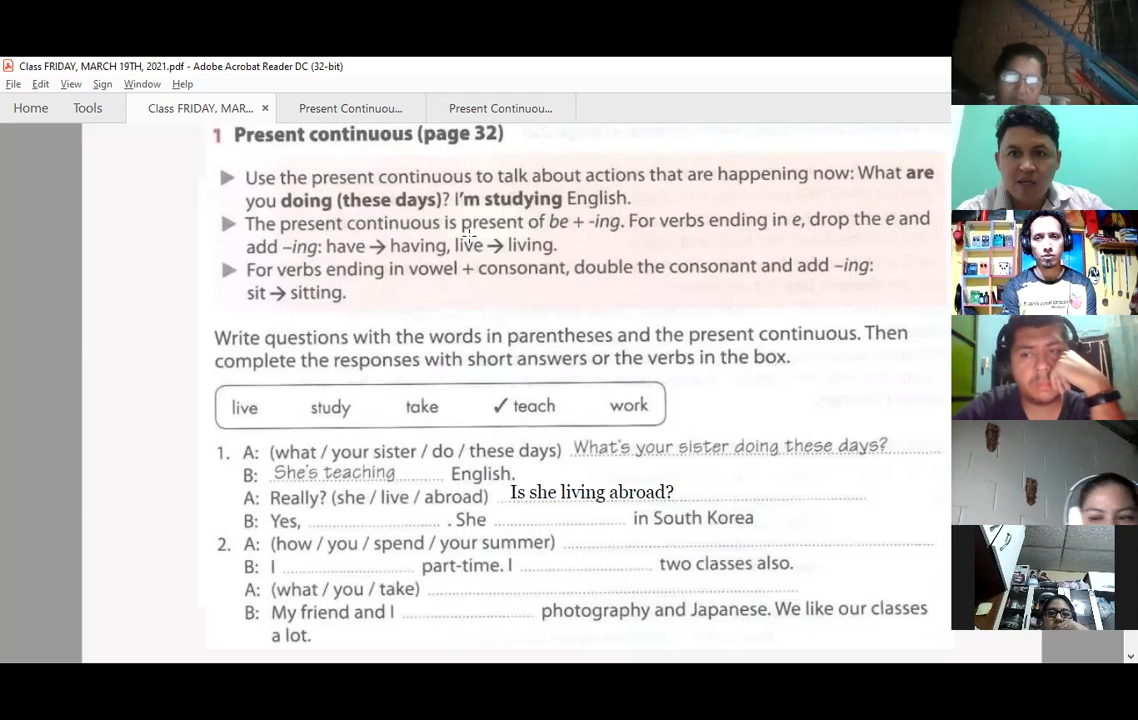 Class FRIDAY, MARCH 19TH, 2021.pdf - Adobe Acrobat Reader DC (32-bit)
File Edit View Sign Window Help
Home Tools Class FRIDAY, MAR... × Present Continuou... Present Continuou...
1 Present continuous (page 32)
Use the present continuous to talk about actions that are happening now: What are
you doing (these days)? I'm studying English.
The present continuous is present of be + -ing. For verbs ending in e, drop the e and
add –ing: have → having, live → living.
For verbs ending in vowel + consonant, double the consonant and add –ing:
sit → sitting.
Write questions with the words in parentheses and the present continuous. Then
complete the responses with short answers or the verbs in the box.
live study take ✓ teach work
1. A: (what / your sister / do / these days) What's your sister doing these days?
B: She's teaching English.
A: Really? (she / live / abroad) Is she living abroad?
B: Yes, . She in South Korea
2. A: (how / you / spend / your summer)
B: I part-time. I two classes also.
A: (what / you / take)
B: My friend and I photography and Japanese. We like our classes
a lot.